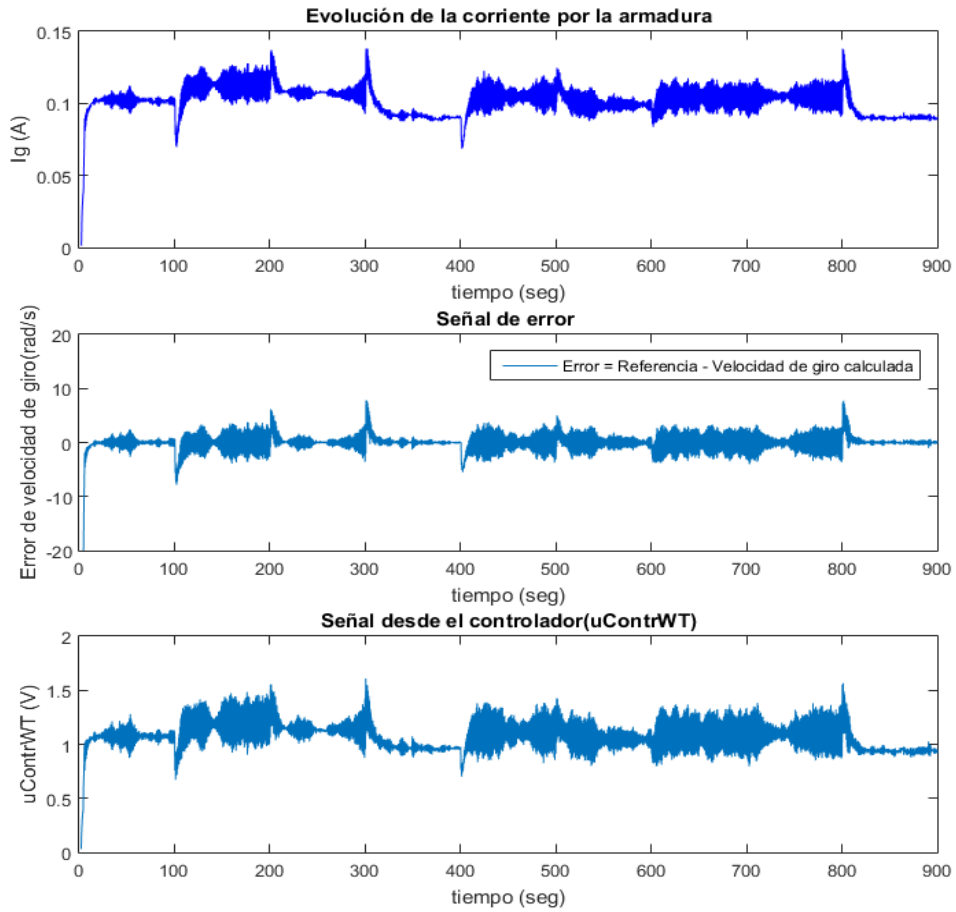 Evolución de la corriente por la armadura
0.15
0.1
0.05
0
Ig (A)
0 100 200 300 400 500 600 700 800 900
tiempo (seg)
Señal de error
20
10
0
-10
-20
Error de velocidad de giro(rad/s)
Error = Referencia - Velocidad de giro calculada
0 100 200 300 400 500 600 700 800 900
tiempo (seg)
Señal desde el controlador(uContrWT)
2
1.5
1
0.5
0
uContrWT (V)
0 100 200 300 400 500 600 700 800 900
tiempo (seg)